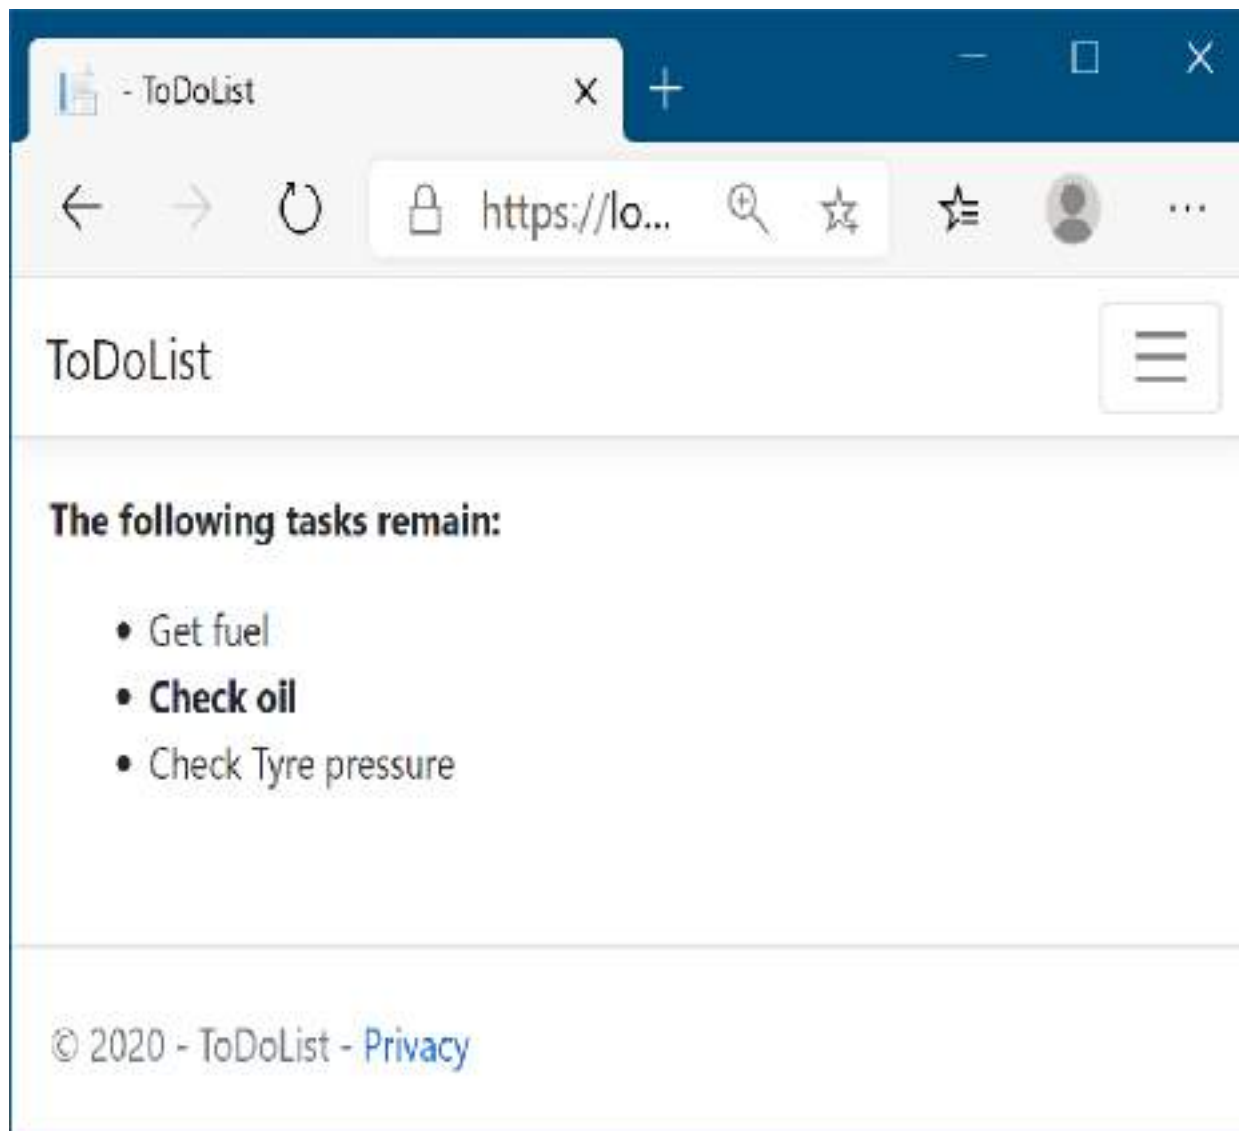 - ToDoList
https://lo...
ToDoList
The following tasks remain:
• Get fuel
• Check oil
• Check Tyre pressure
© 2020 - ToDoList - Privacy